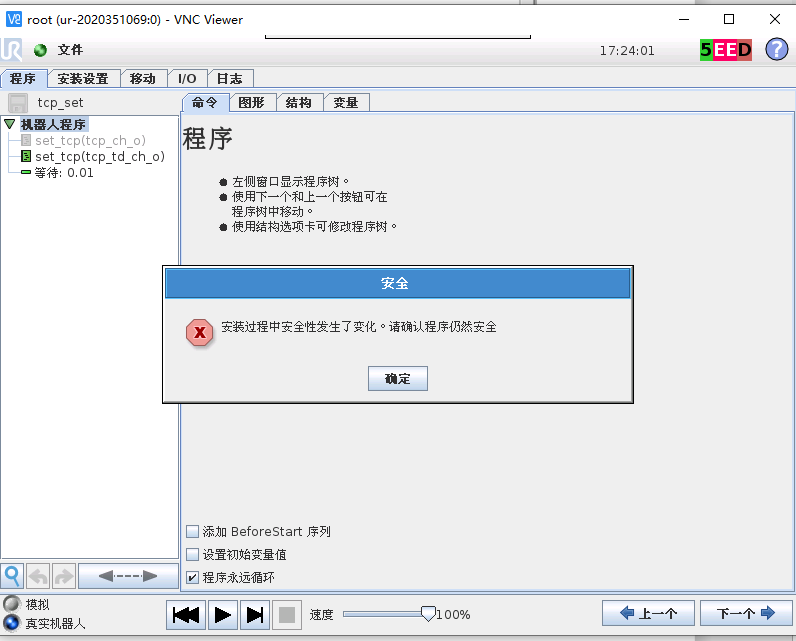 root (ur-2020351069:0) - VNC Viewer
文件
17:24:01
5EED
程序 安装设置 移动 I/O 日志
tcp_set
命令 图形 结构 变量
机器人程序
set_tcp(tcp_ch_o)
set_tcp(tcp_td_ch_o)
等待: 0.01
程序
左侧窗口显示程序树。
使用下一个和上一个按钮可在
程序树中移动。
使用结构选项卡可修改程序树。
安全
安装过程中安全性发生了变化。请确认程序仍然安全
确定
添加 BeforeStart 序列
设置初始变量值
程序永远循环
模拟
真实机器人
速度 100%
上一个
下一个